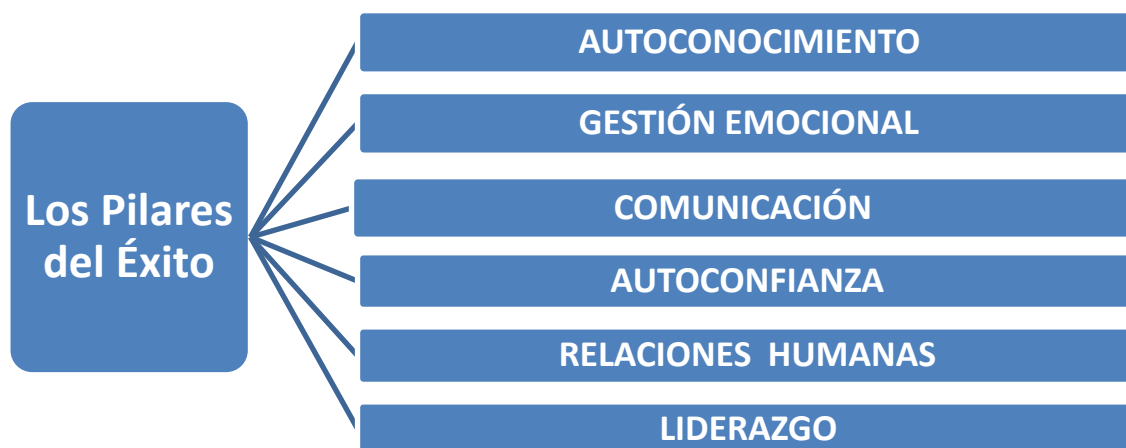 Los Pilares
del Éxito
AUTOCONOCIMIENTO
GESTIÓN EMOCIONAL
COMUNICACIÓN
AUTOCONFIANZA
RELACIONES  HUMANAS
LIDERAZGO